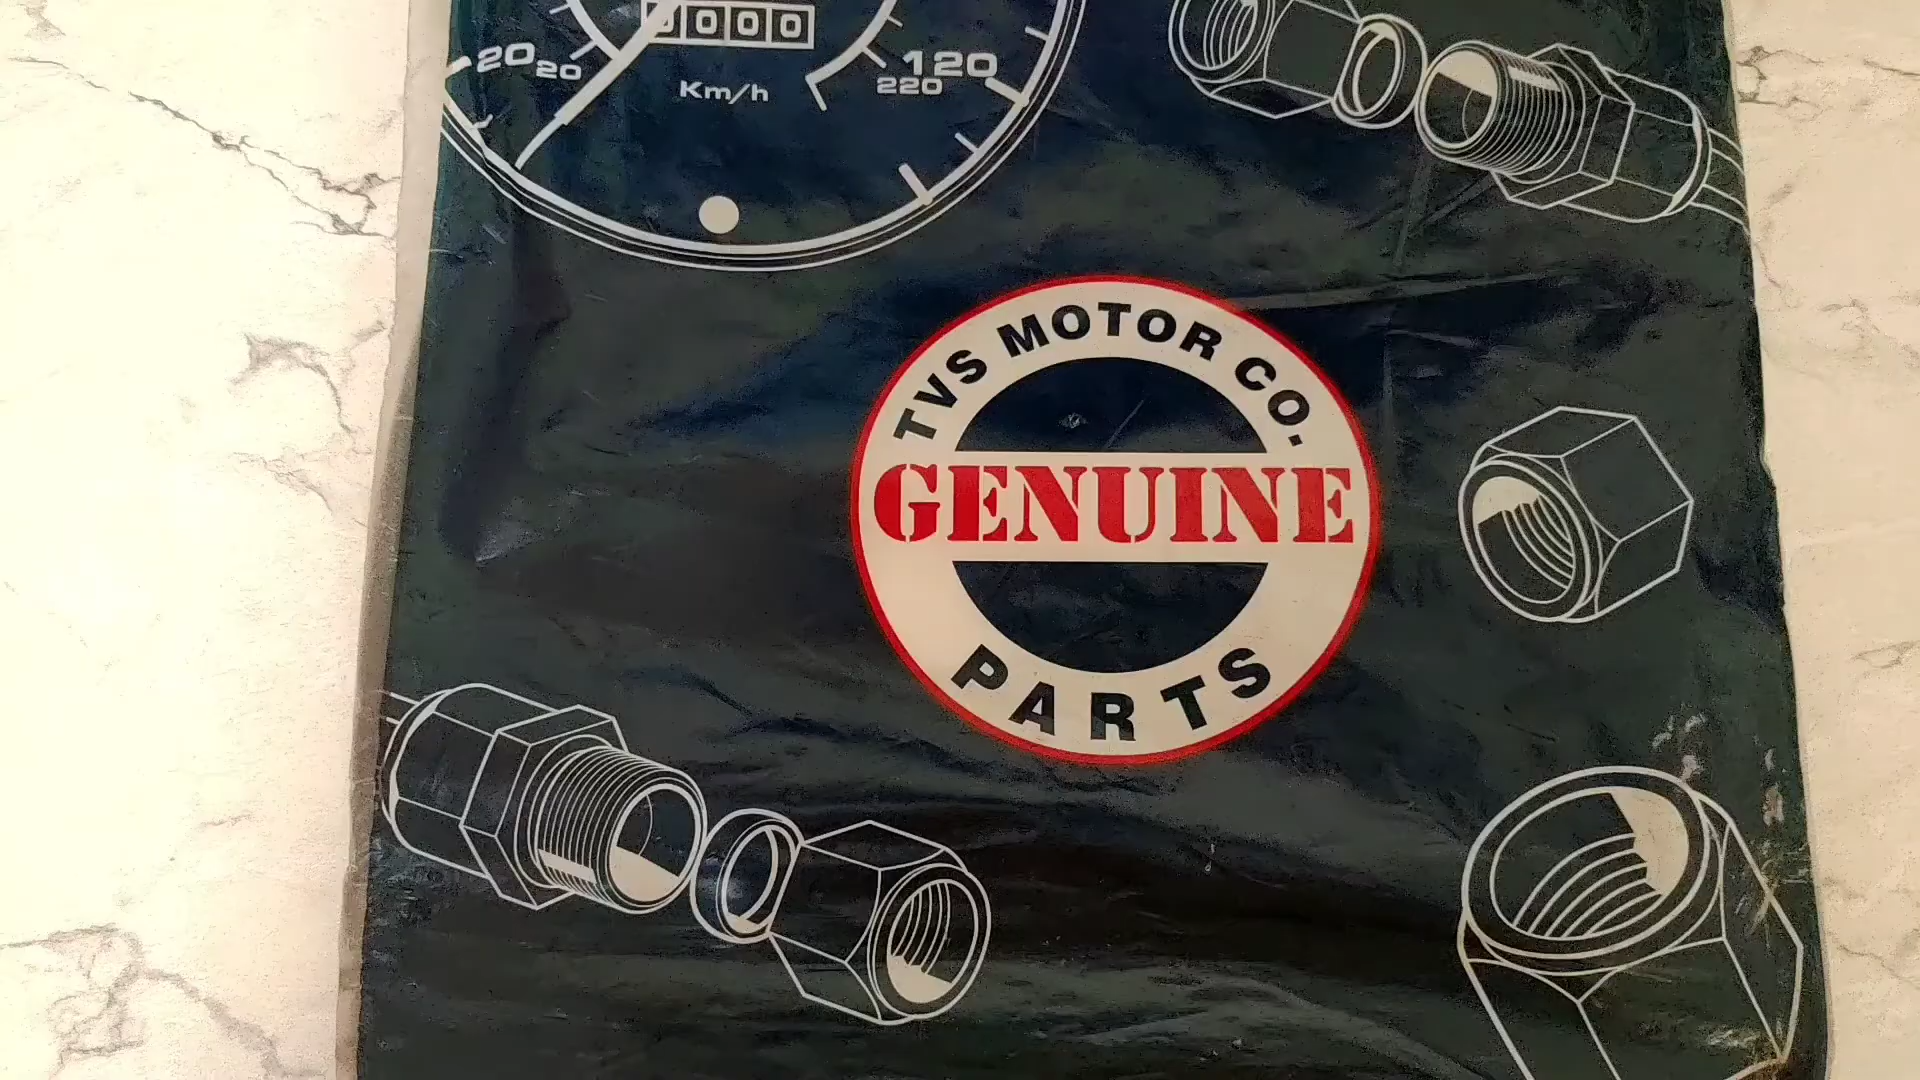 0000
20 120
20 220
Km/h
TVS MOTOR CO.
GENUINE
PARTS